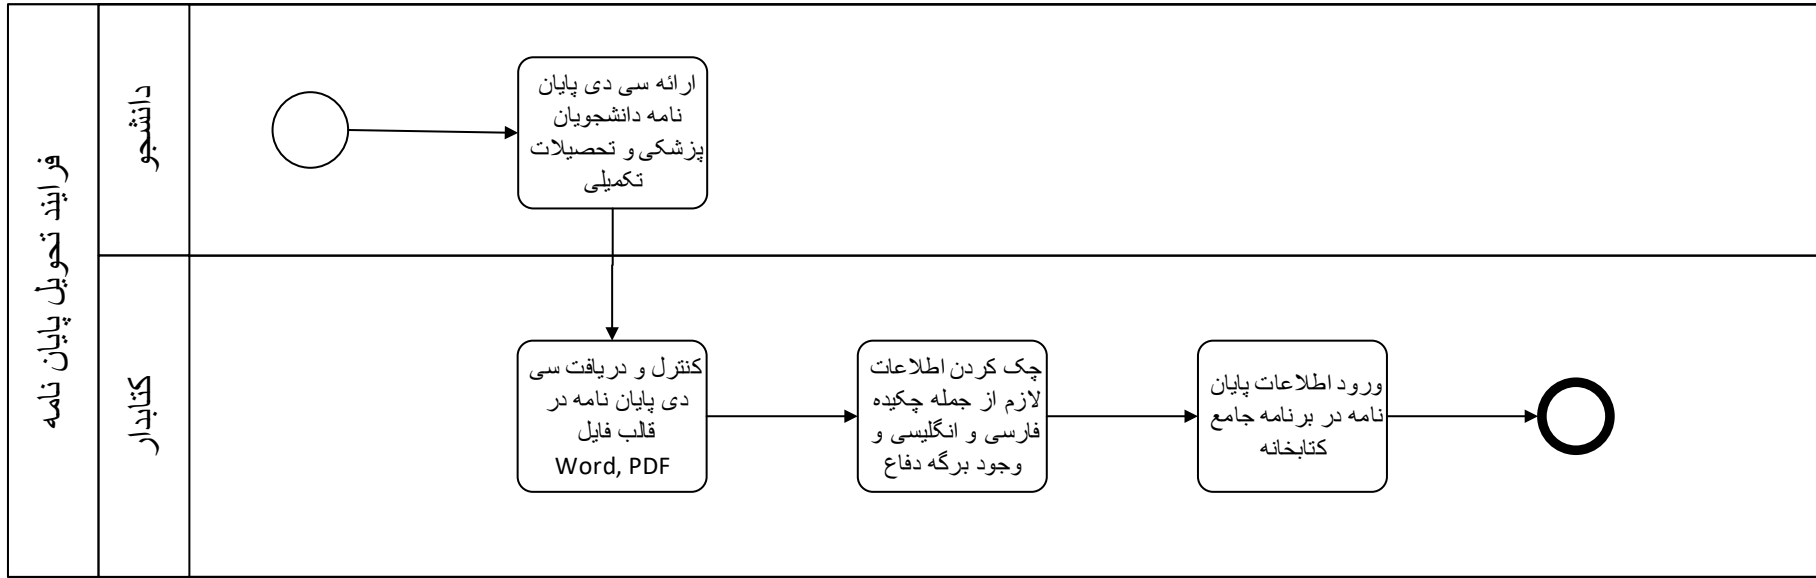 فرایند تحویل پایان نامه
دانشجو
ارائه سی دی پایان
نامه دانشجویان
پزشکی و تحصیلات
تکمیلی
کتابدار
کنترل و دریافت سی
دی پایان نامه در
قالب فایل
Word, PDF
چک کردن اطلاعات
لازم از جمله چکیده
فارسی و انگلیسی و
وجود برگه دفاع
ورود اطلاعات پایان
نامه در برنامه جامع
کتابخانه